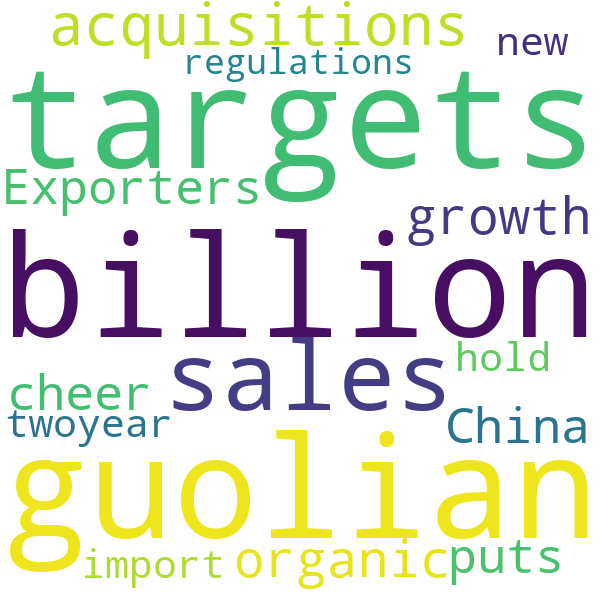 acquisitions
new
regulations
targets
Exporters
growth
billion
sales
hold
cheer
twoyear
China
guolian
import
organic
puts